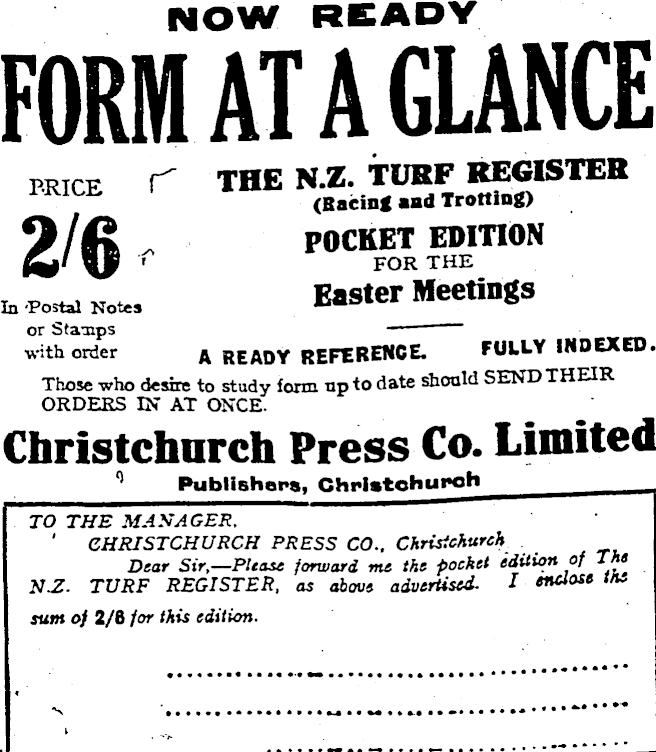 NOW READY
FORM AT A GLANCE
PRICE
2/6
In Postal Notes
or Stamps
with order
THE N.Z. TURF REGISTER
(Racing and Trotting)
POCKET EDITION
FOR THE
Easter Meetings
A READY REFERENCE. FULLY INDEXED.
Those who desire to study form up to date should SEND THEIR
ORDERS IN AT ONCE.
Christchurch Press Co. Limited
Publishers, Christchurch
TO THE MANAGER,
CHRISTCHURCH PRESS CO., Christchurch
Dear Sir,—Please forward me the pocket edition of The
N.Z. TURF REGISTER, as above advertised. I enclose the
sum of 2/6 for this edition.